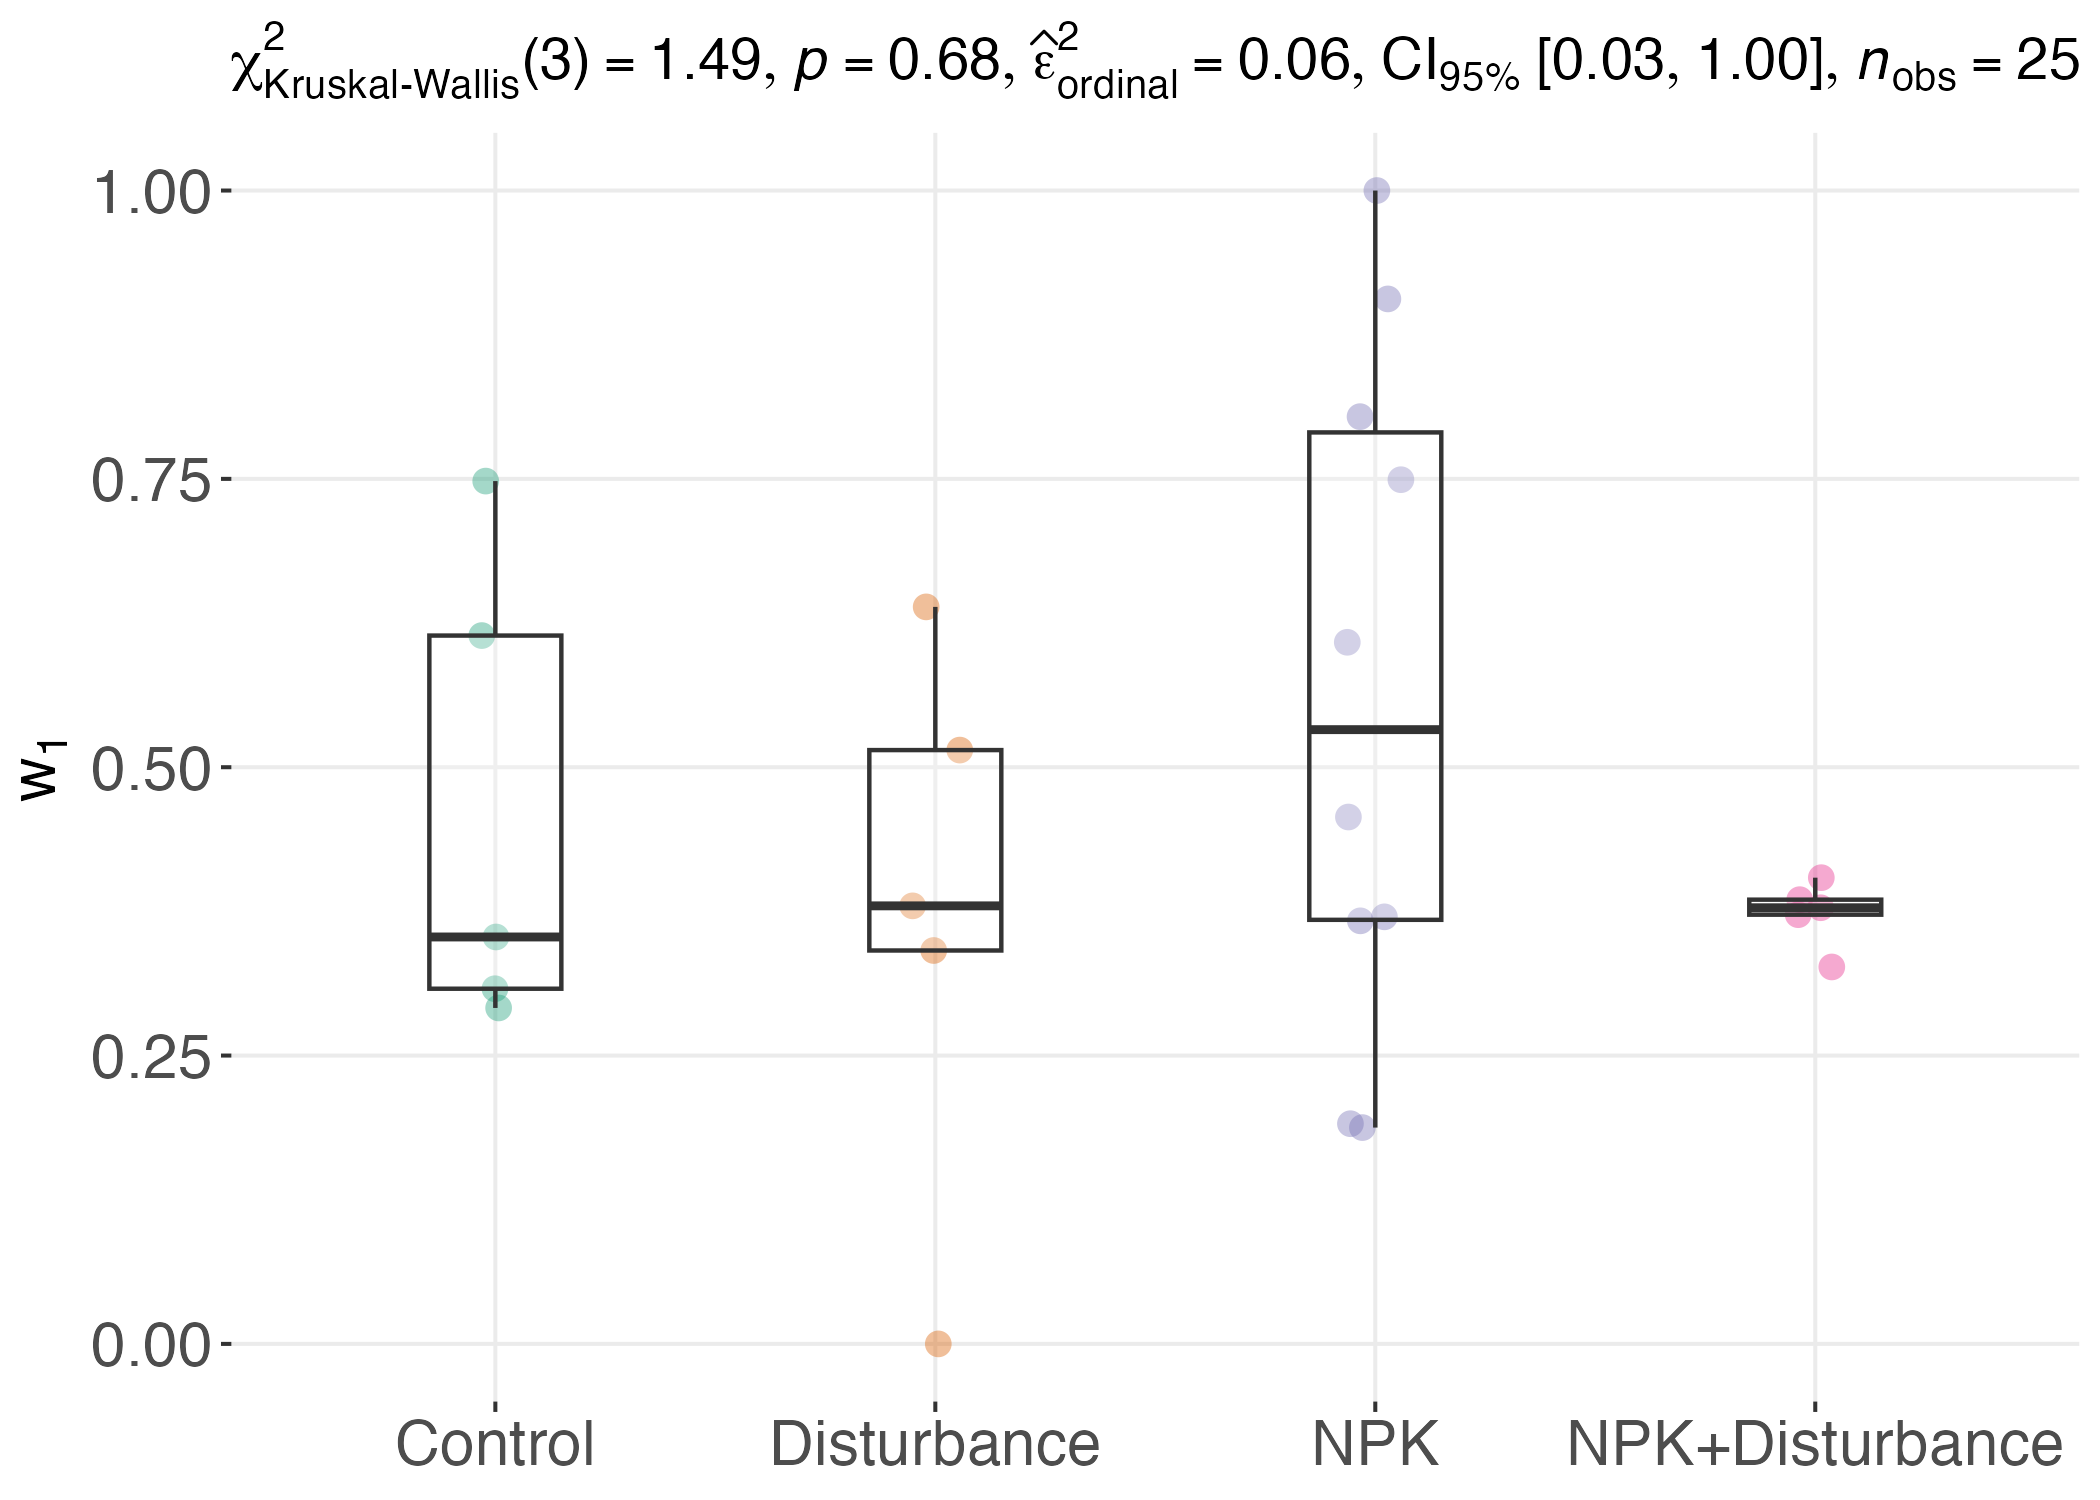 χ²Kruskal-Wallis(3) = 1.49, p = 0.68, ε̂²ordinal = 0.06, CI95% [0.03, 1.00], nobs = 25
1.00
0.75
0.50
0.25
0.00
w1
Control Disturbance NPK NPK+Disturbance